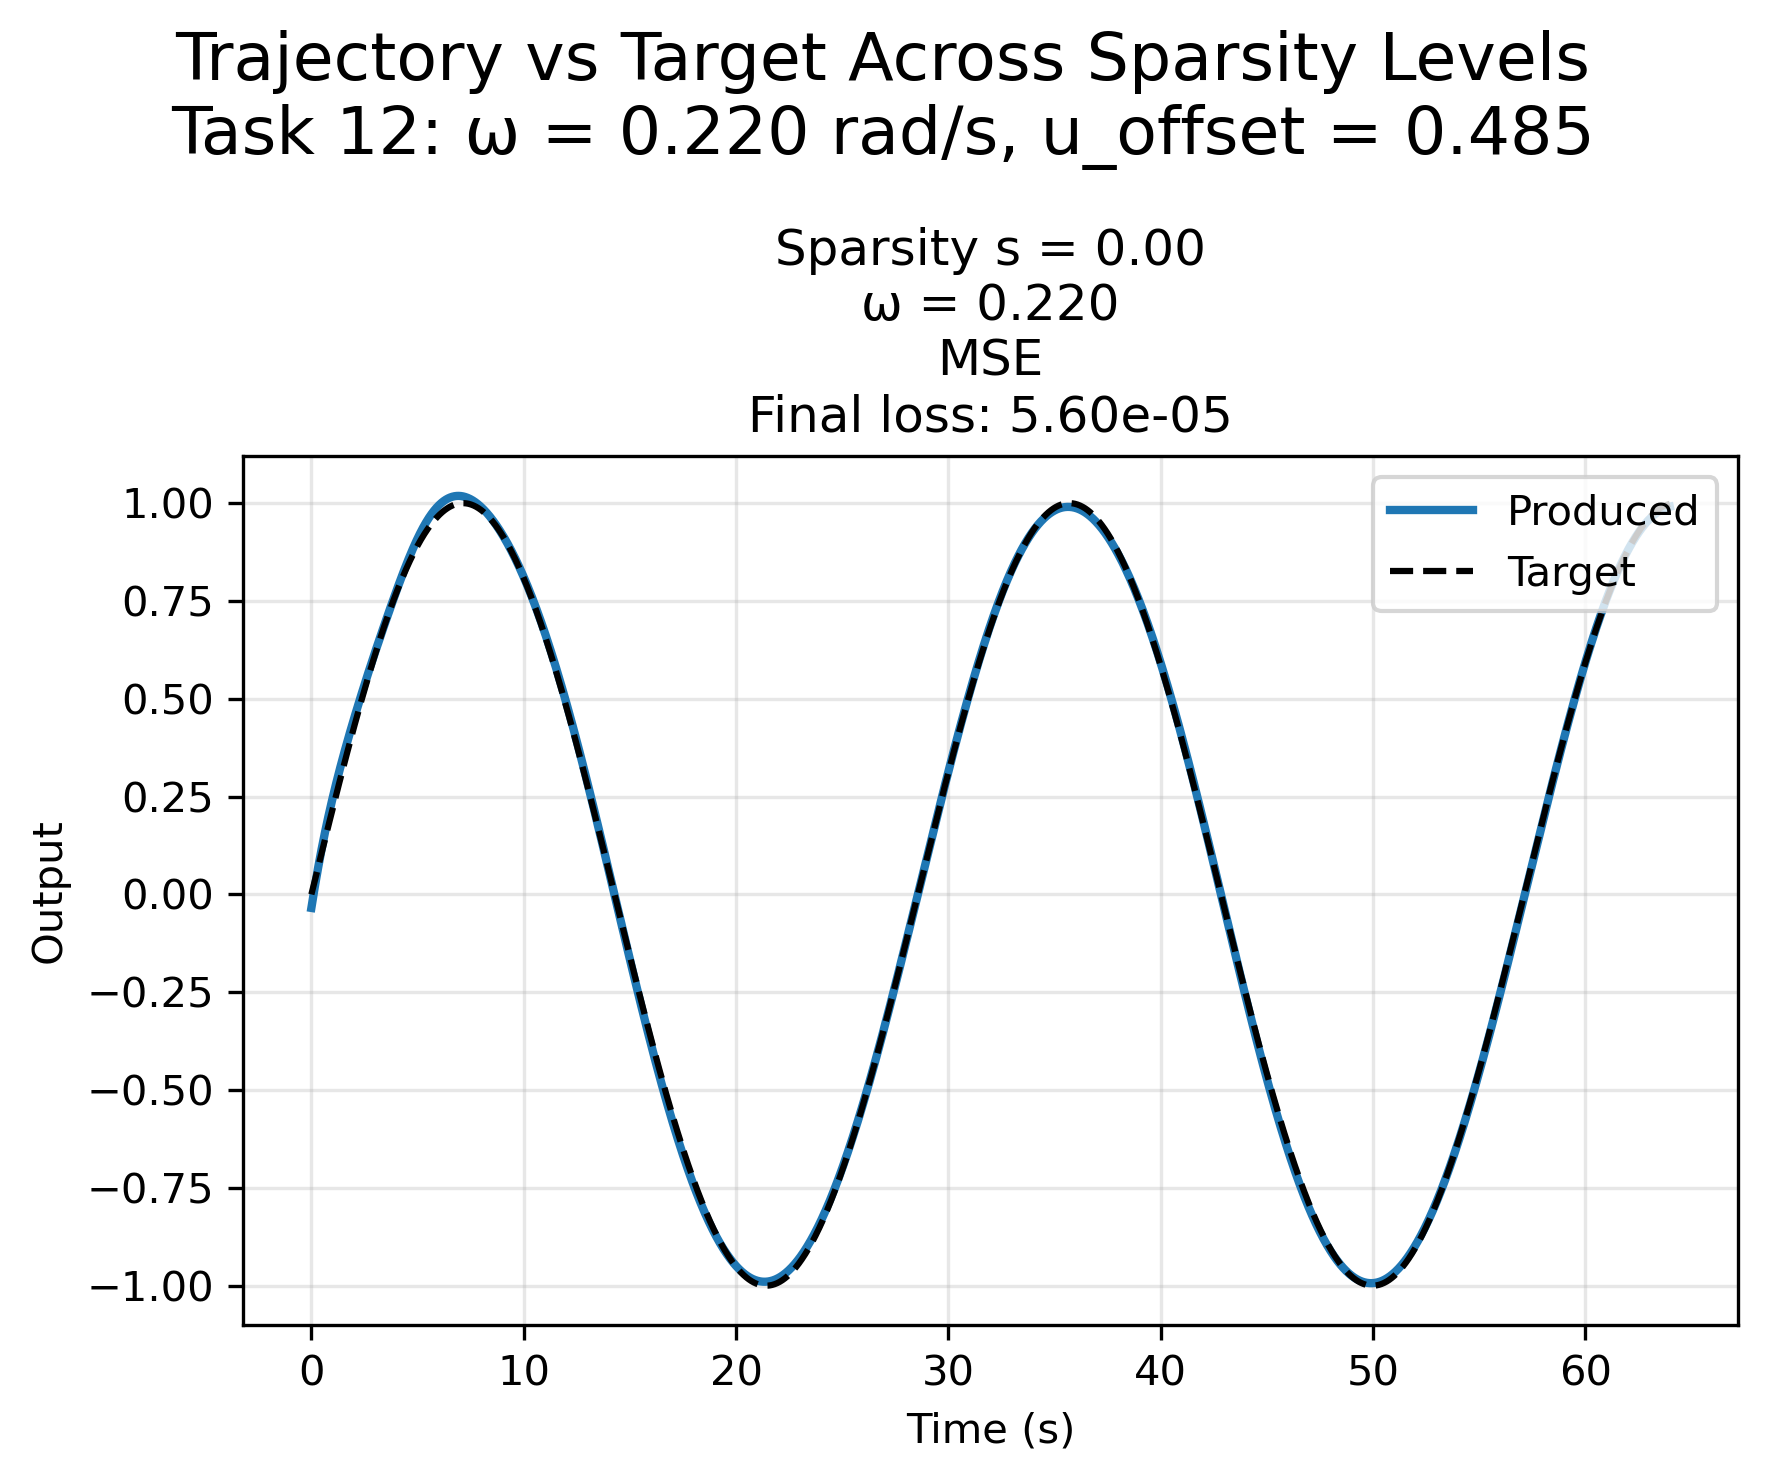 Trajectory vs Target Across Sparsity Levels
Task 12: ω = 0.220 rad/s, u_offset = 0.485
Sparsity s = 0.00
ω = 0.220
MSE
Final loss: 5.60e-05
Produced
Target
1.00
0.75
0.50
0.25
0.00
−0.25
−0.50
−0.75
−1.00
Output
0 10 20 30 40 50 60
Time (s)